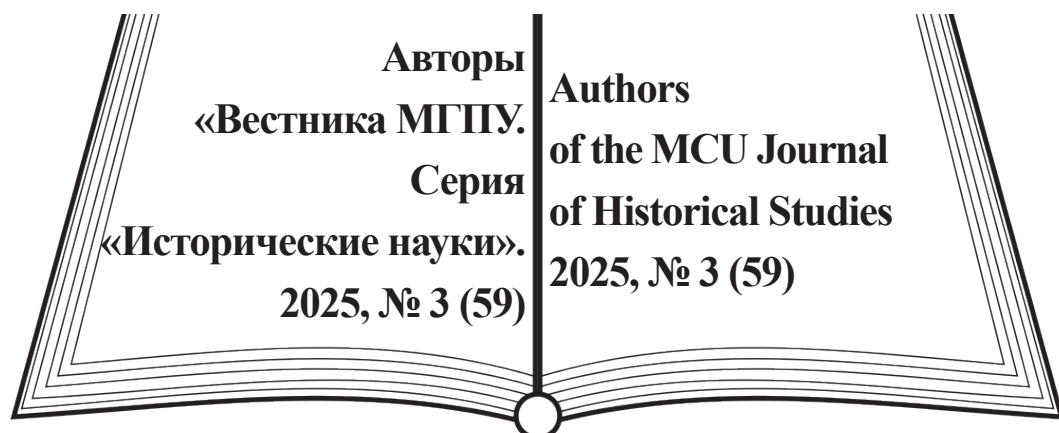 Авторы
«Вестника МГПУ.
Серия
«Исторические науки».
2025, № 3 (59)
Authors
of the MCU Journal
of Historical Studies
2025, № 3 (59)